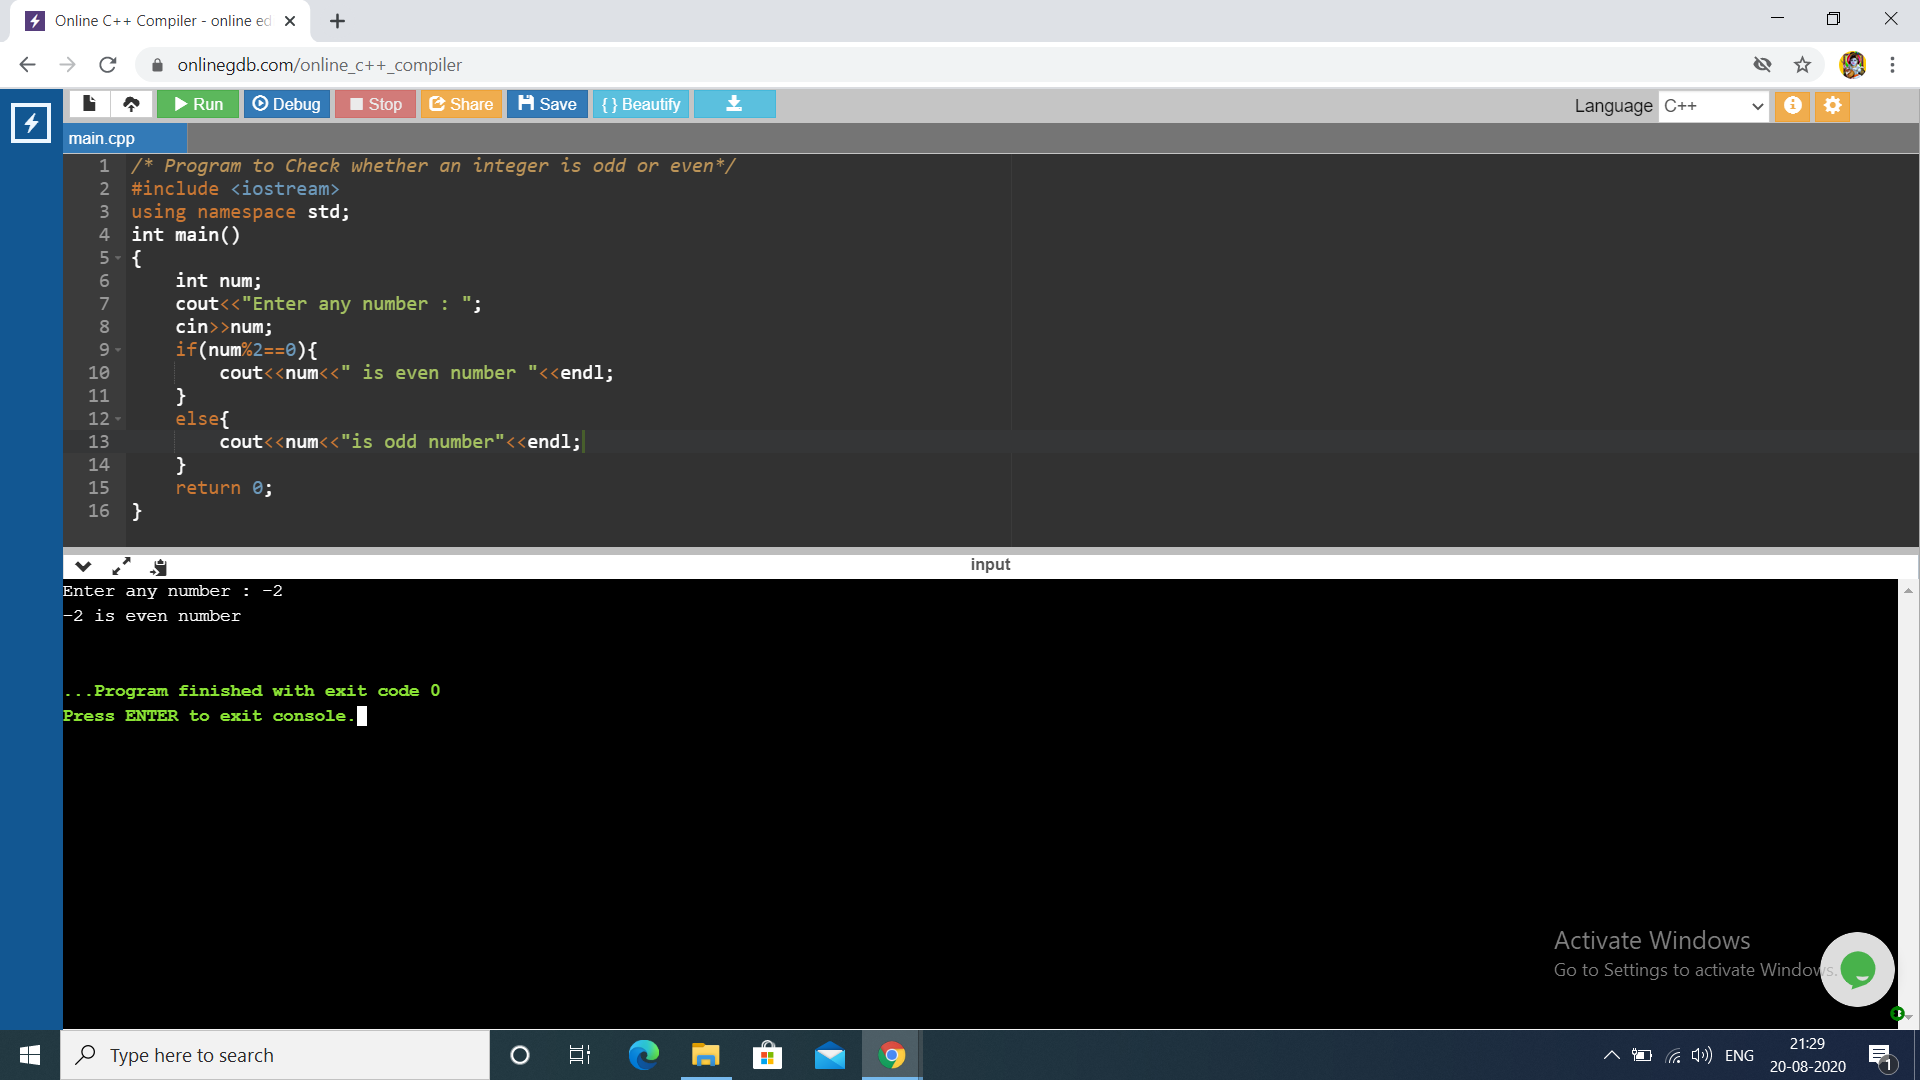 Online C++ Compiler - online ed
onlinegdb.com/online_c++_compiler
Run Debug Stop Share Save { } Beautify Language C++
main.cpp
1 /* Program to Check whether an integer is odd or even*/
2 #include <iostream>
3 using namespace std;
4 int main()
5 {
6 int num;
7 cout<<"Enter any number : ";
8 cin>>num;
9 if(num%2==0){
10 cout<<num<<" is even number "<<endl;
11 }
12 else{
13 cout<<num<<"is odd number"<<endl;
14 }
15 return 0;
16 }
input
Enter any number : -2
-2 is even number
...Program finished with exit code 0
Press ENTER to exit console.
Activate Windows
Go to Settings to activate Windows.
Type here to search
ENG
21:29
20-08-2020
1